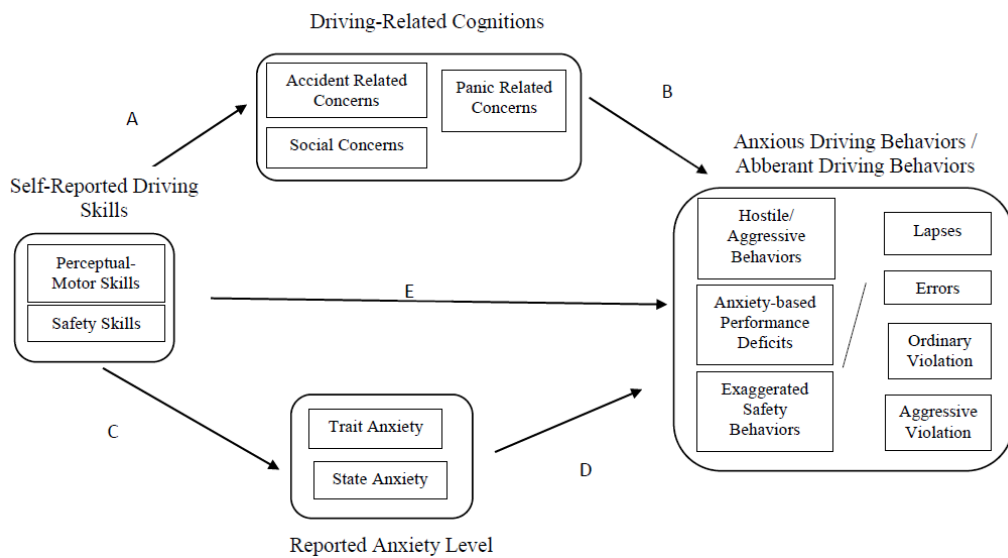 Driving-Related Cognitions
Accident Related
Concerns
Panic Related
Concerns
Social Concerns
A
B
Self-Reported Driving
Skills
Perceptual-
Motor Skills
Safety Skills
E
C
Trait Anxiety
State Anxiety
Reported Anxiety Level
D
Anxious Driving Behaviors /
Abberant Driving Behaviors
Hostile/
Aggressive
Behaviors
Anxiety-based
Performance
Deficits
Exaggerated
Safety
Behaviors
/
Lapses
Errors
Ordinary
Violation
Aggressive
Violation